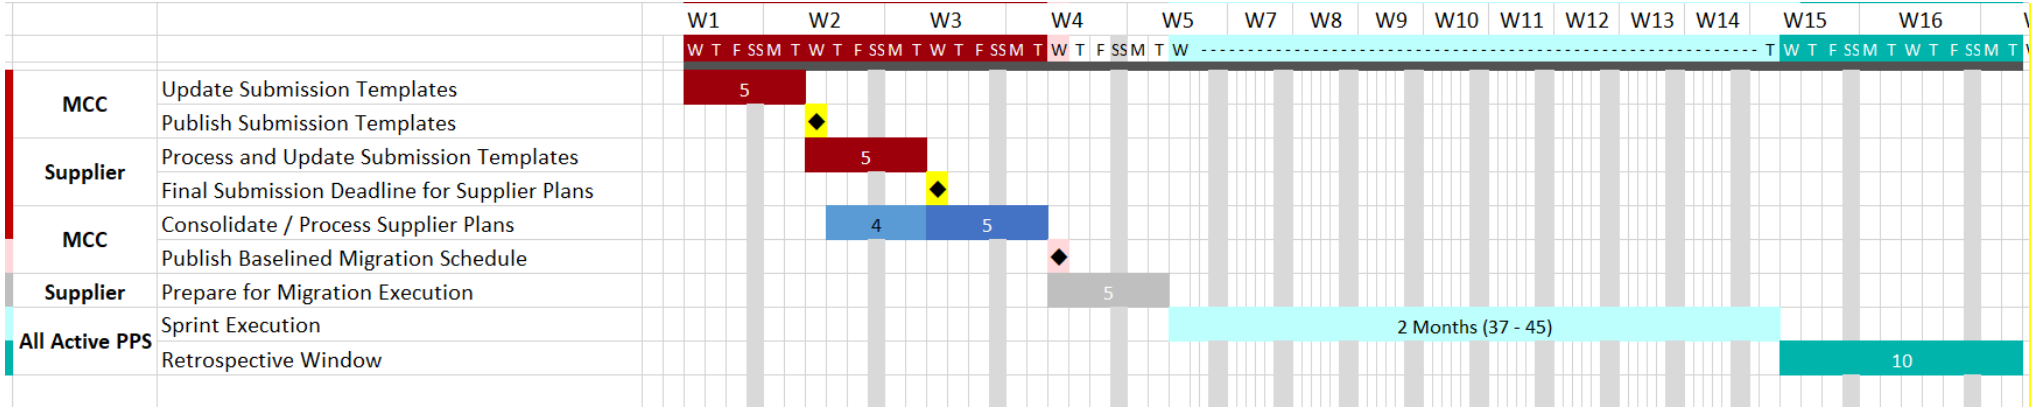 W1 W2 W3 W4 W5 W7 W8 W9 W10 W11 W12 W13 W14 W15 W16
W T F S S M T W T F S S M T W T F S S M T W T F S S M T W ------------------------------------------------------- T W T F S S M T W T F S S M T
MCC
Update Submission Templates 5
Publish Submission Templates
Supplier
Process and Update Submission Templates 5
Final Submission Deadline for Supplier Plans
MCC
Consolidate / Process Supplier Plans 4 5
Publish Baselined Migration Schedule
Supplier Prepare for Migration Execution 5
All Active PPS
Sprint Execution 2 Months (37 - 45)
Retrospective Window 10